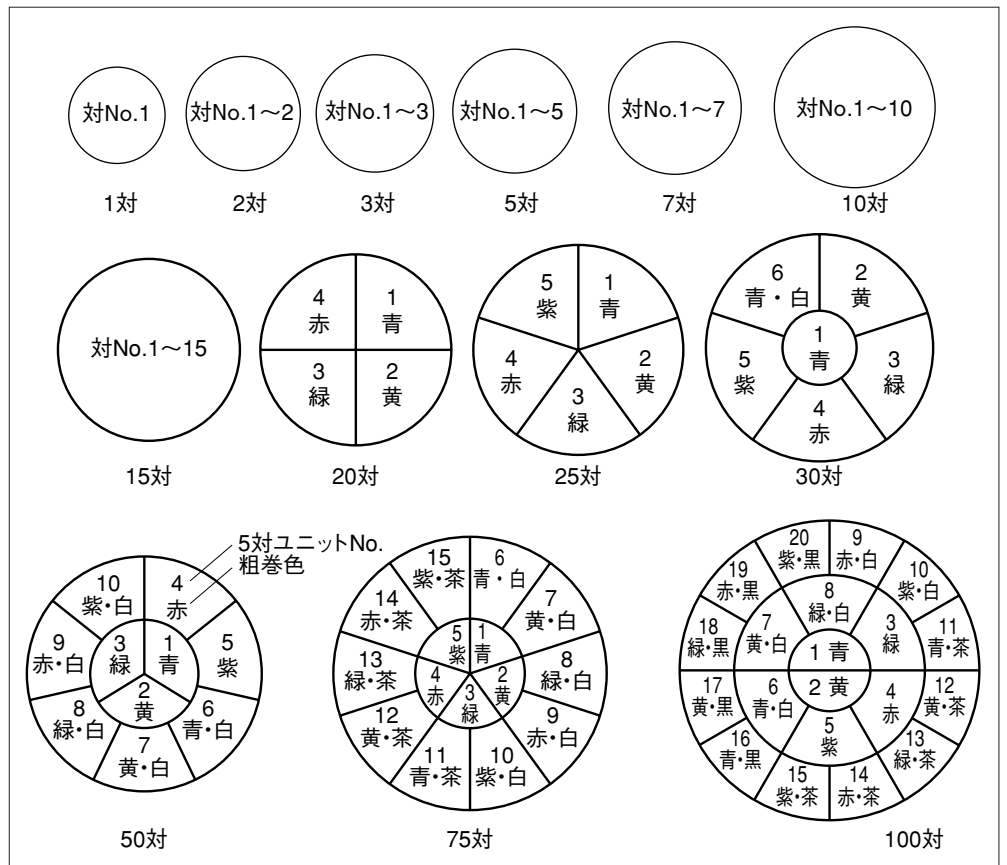 対No.1
対No.1～2
対No.1～3
対No.1～5
対No.1～7
対No.1～10
1対
2対
3対
5対
7対
10対
対No.1～15
4
赤
1
青
3
緑
2
黄
5
紫
1
青
4
赤
2
黄
3
緑
6
青・白
2
黄
1
青
5
紫
3
緑
4
赤
15対
20対
25対
30対
5対ユニットNo.
粗巻色
10
紫・白
4
赤
9
赤・白
3
緑
1
青
5
紫
2
黄
8
緑・白
6
青・白
7
黄・白
15
紫・茶
6
青・白
14
赤・茶
7
黄・白
5
紫
1
青
13
緑・茶
4
赤
2
黄
8
緑・白
3
緑
12
黄・茶
9
赤・白
11
青・茶
10
紫・白
20
紫・黒
9
赤・白
19
赤・黒
10
紫・白
8
緑・白
18
緑・黒
7
黄・白
3
緑
11
青・茶
1 青
2 黄
17
黄・黒
6
青・白
4
赤
12
黄・茶
5
紫
16
青・黒
13
緑・茶
15
紫・茶
14
赤・茶
50対
75対
100対